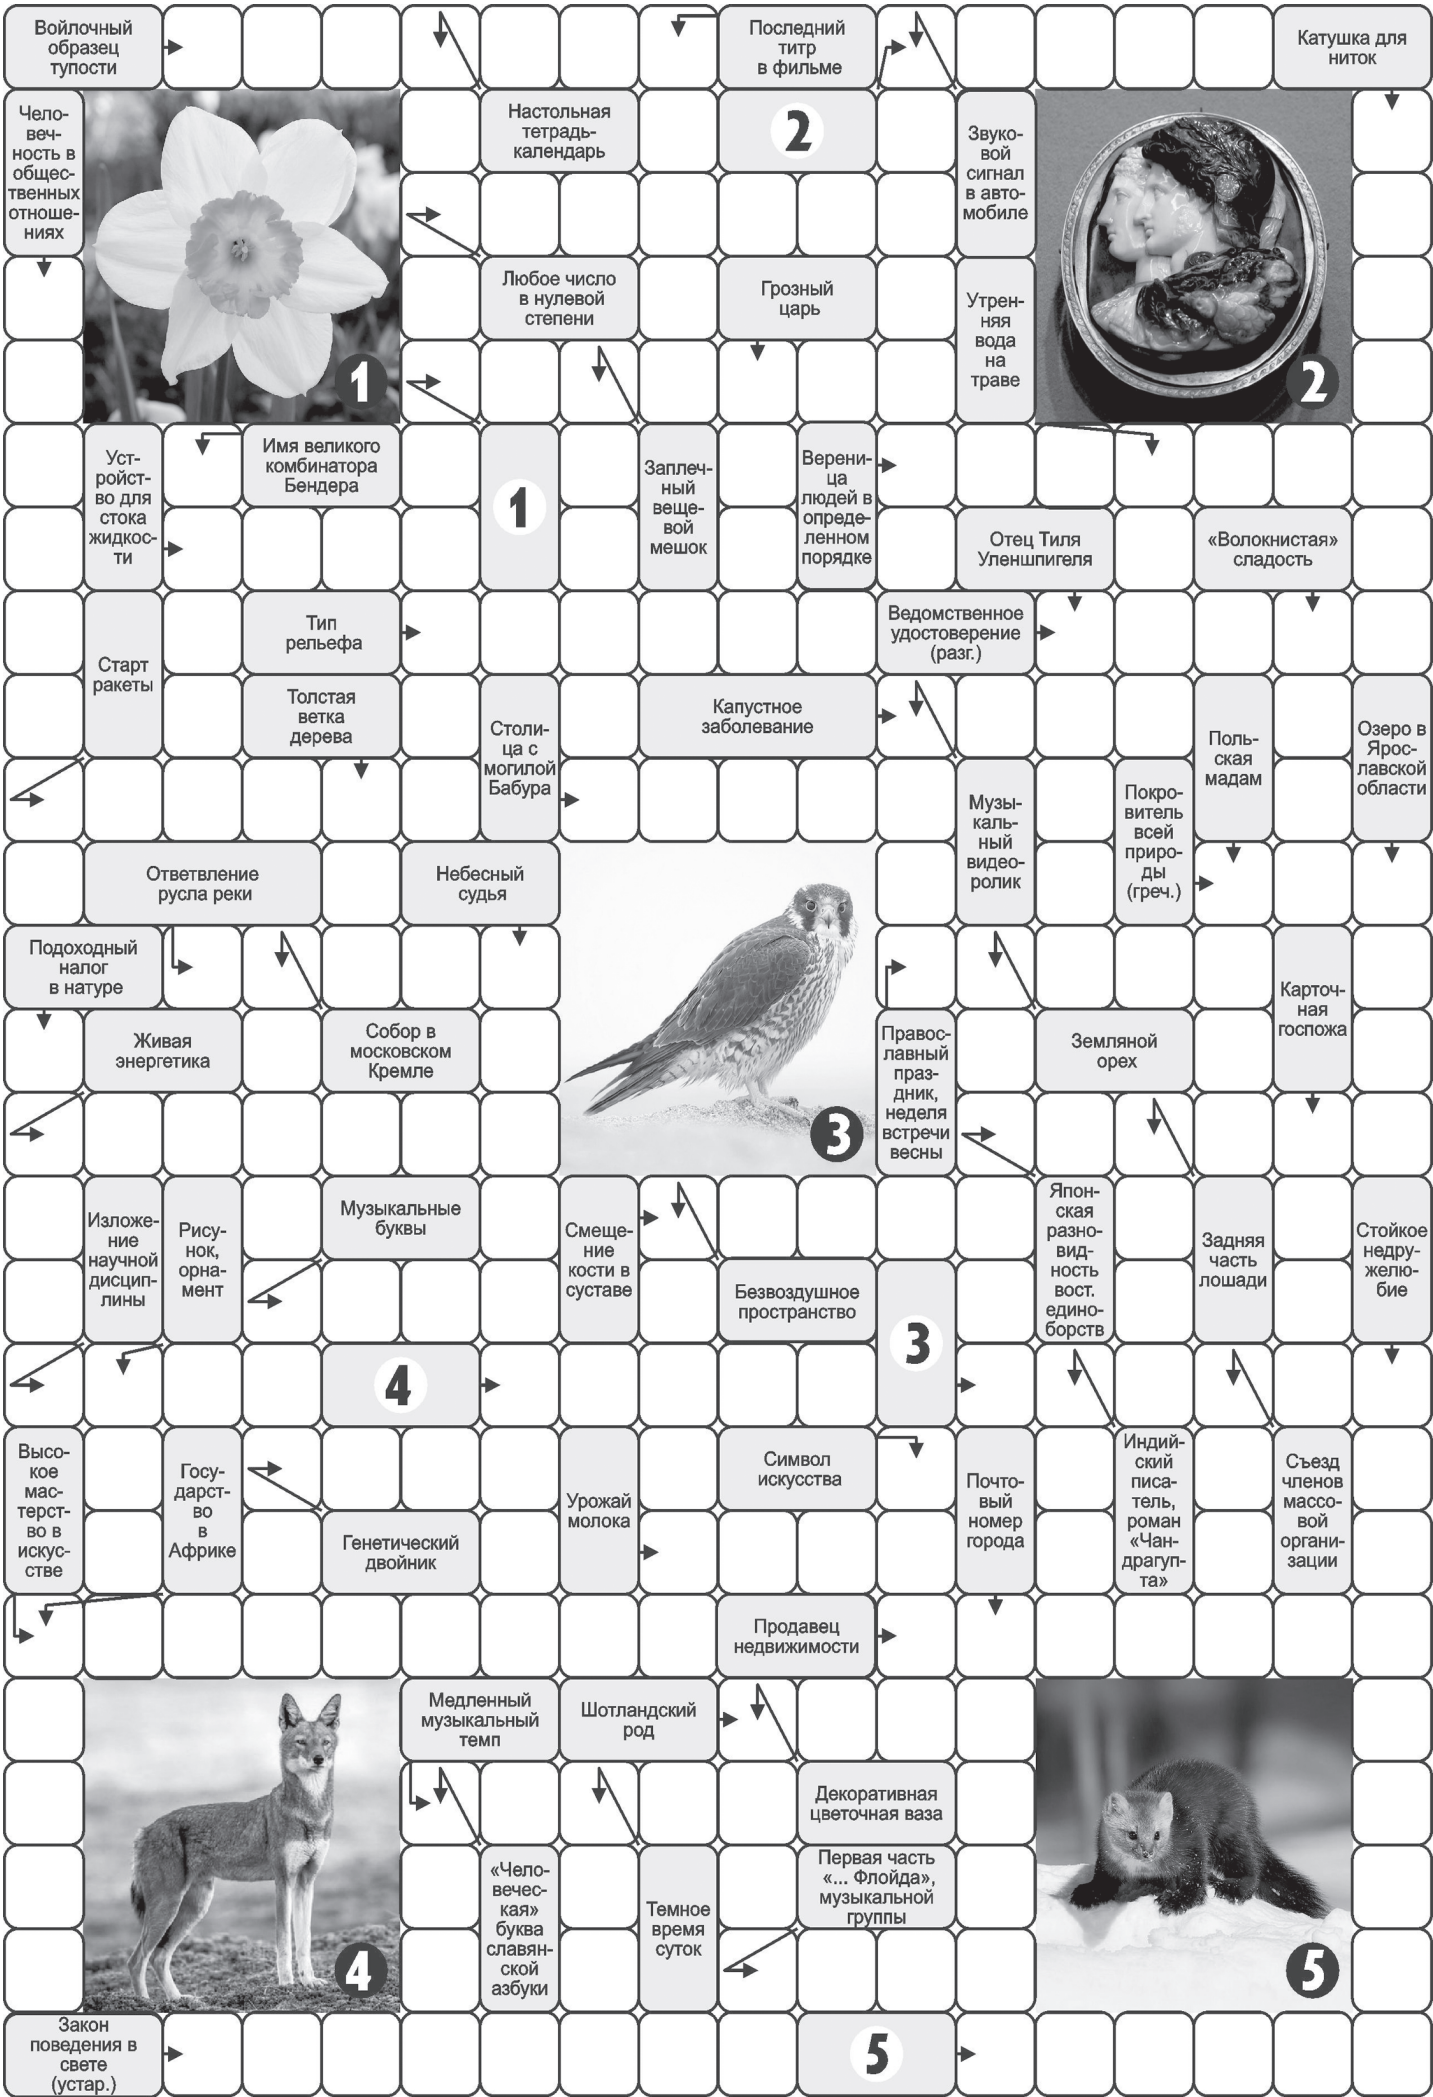 Войлочный
образец
тупости
Последний
титр
в фильме
Катушка для
ниток
Чело-
веч-
ность в
общес-
твенных
отноше-
ниях
Настольная
тетрадь-
календарь
2
Звуко-
вой
сигнал
в авто-
мобиле
Любое число
в нулевой
степени
Грозный
царь
Утрен-
няя
вода
на
траве
1
2
Уст-
ройст-
во для
стока
жидкос-
ти
Имя великого
комбинатора
Бендера
1
Заплеч-
ный
веще-
вой
мешок
Верени-
ца
людей в
опреде-
ленном
порядке
Отец Тиля
Уленшпигеля
«Волокнистая»
сладость
Старт
ракеты
Тип
рельефа
Ведомственное
удостоверение
(разг.)
Толстая
ветка
дерева
Столи-
ца с
могилой
Бабура
Капустное
заболевание
Поль-
ская
мадам
Озеро в
Ярос-
лавской
области
Музы-
каль-
ный
видео-
ролик
Покро-
витель
всей
приро-
ды
(греч.)
Ответвление
русла реки
Небесный
судья
Подоходный
налог
в натуре
Карточ-
ная
госпожа
Живая
энергетика
Собор в
московском
Кремле
3
Правос-
лавный
праз-
дник,
неделя
встречи
весны
Земляной
орех
Изложе-
ние
научной
дисцип-
лины
Рису-
нок,
орна-
мент
Музыкальные
буквы
Смеще-
ние
кости в
суставе
Безвоздушное
пространство
3
Япон-
ская
разно-
вид-
ность
вост.
едино-
борств
Задняя
часть
лошади
Стойкое
недру-
желю-
бие
4
Высо-
кое
мас-
терст-
во в
искус-
стве
Госу-
дарст-
во
в
Африке
Генетический
двойник
Урожай
молока
Символ
искусства
Почто-
вый
номер
города
Индий-
ский
писа-
тель,
роман
«Чан-
драгуп-
та»
Съезд
членов
массо-
вой
органи-
зации
Продавец
недвижимости
Медленный
музыкальный
темп
Шотландский
род
Декоративная
цветочная ваза
4
«Чело-
вечес-
кая»
буква
славян-
ской
азбуки
Темное
время
суток
Первая часть
«... Флойда»,
музыкальной
группы
5
Закон
поведения в
свете
(устар.)
5